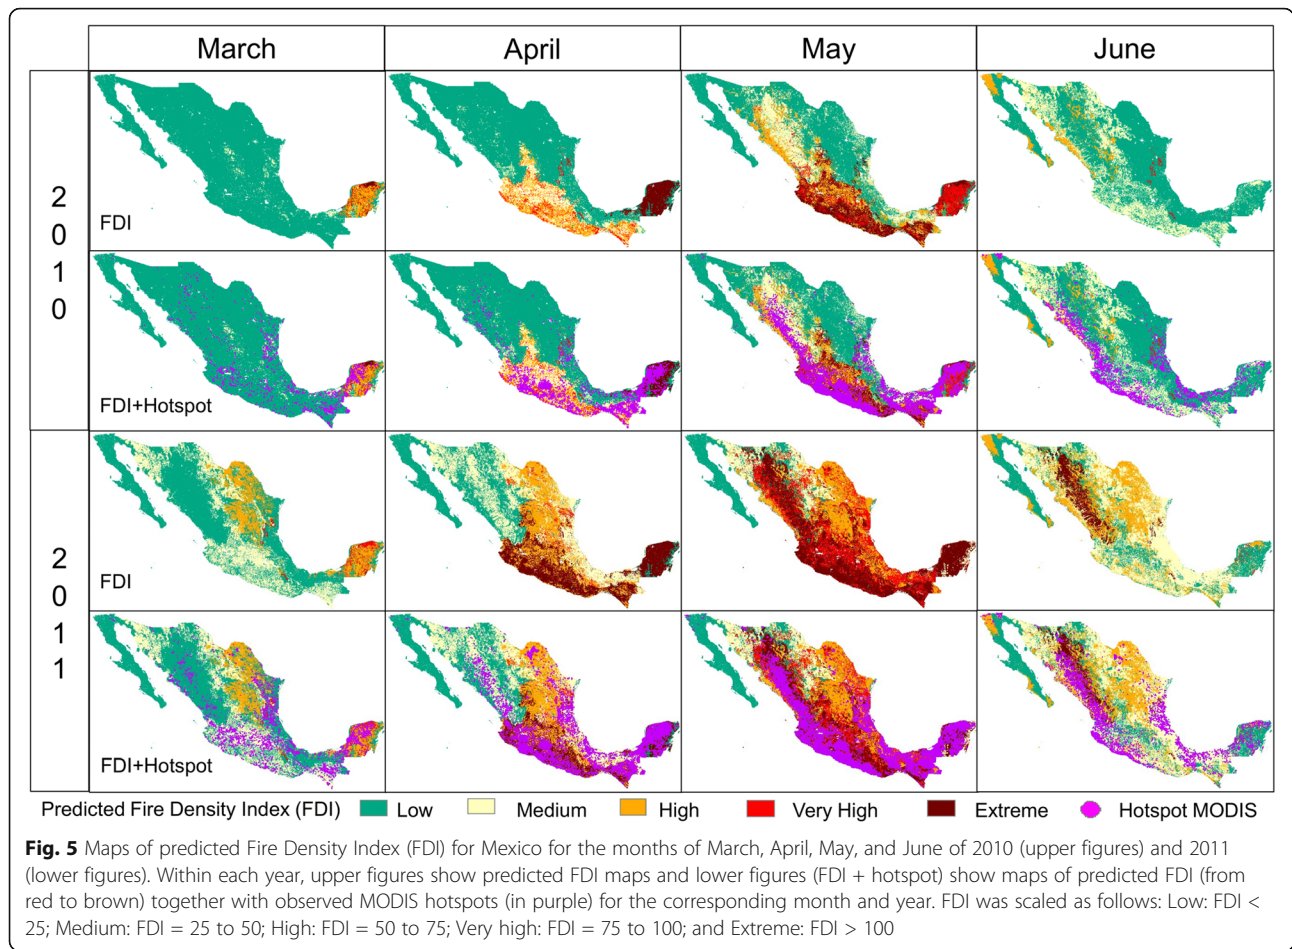 March April May June
2
0
FDI
1
0
FDI+Hotspot
2
0
FDI
1
1
FDI+Hotspot
Predicted Fire Density Index (FDI) Low Medium High Very High Extreme Hotspot MODIS
Fig. 5 Maps of predicted Fire Density Index (FDI) for Mexico for the months of March, April, May, and June of 2010 (upper figures) and 2011
(lower figures). Within each year, upper figures show predicted FDI maps and lower figures (FDI + hotspot) show maps of predicted FDI (from
red to brown) together with observed MODIS hotspots (in purple) for the corresponding month and year. FDI was scaled as follows: Low: FDI <
25; Medium: FDI = 25 to 50; High: FDI = 50 to 75; Very high: FDI = 75 to 100; and Extreme: FDI > 100